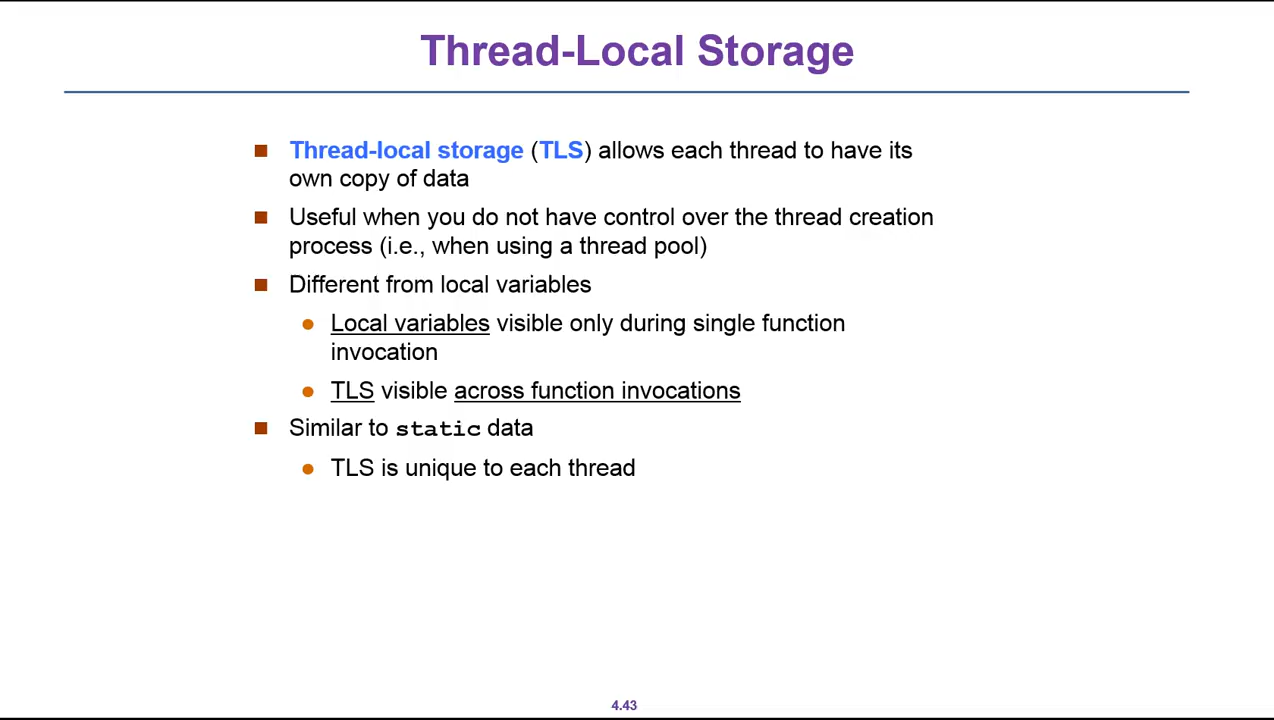 Thread-Local Storage
Thread-local storage (TLS) allows each thread to have its
own copy of data
Useful when you do not have control over the thread creation
process (i.e., when using a thread pool)
Different from local variables
Local variables visible only during single function
invocation
TLS visible across function invocations
Similar to static data
TLS is unique to each thread
4.43